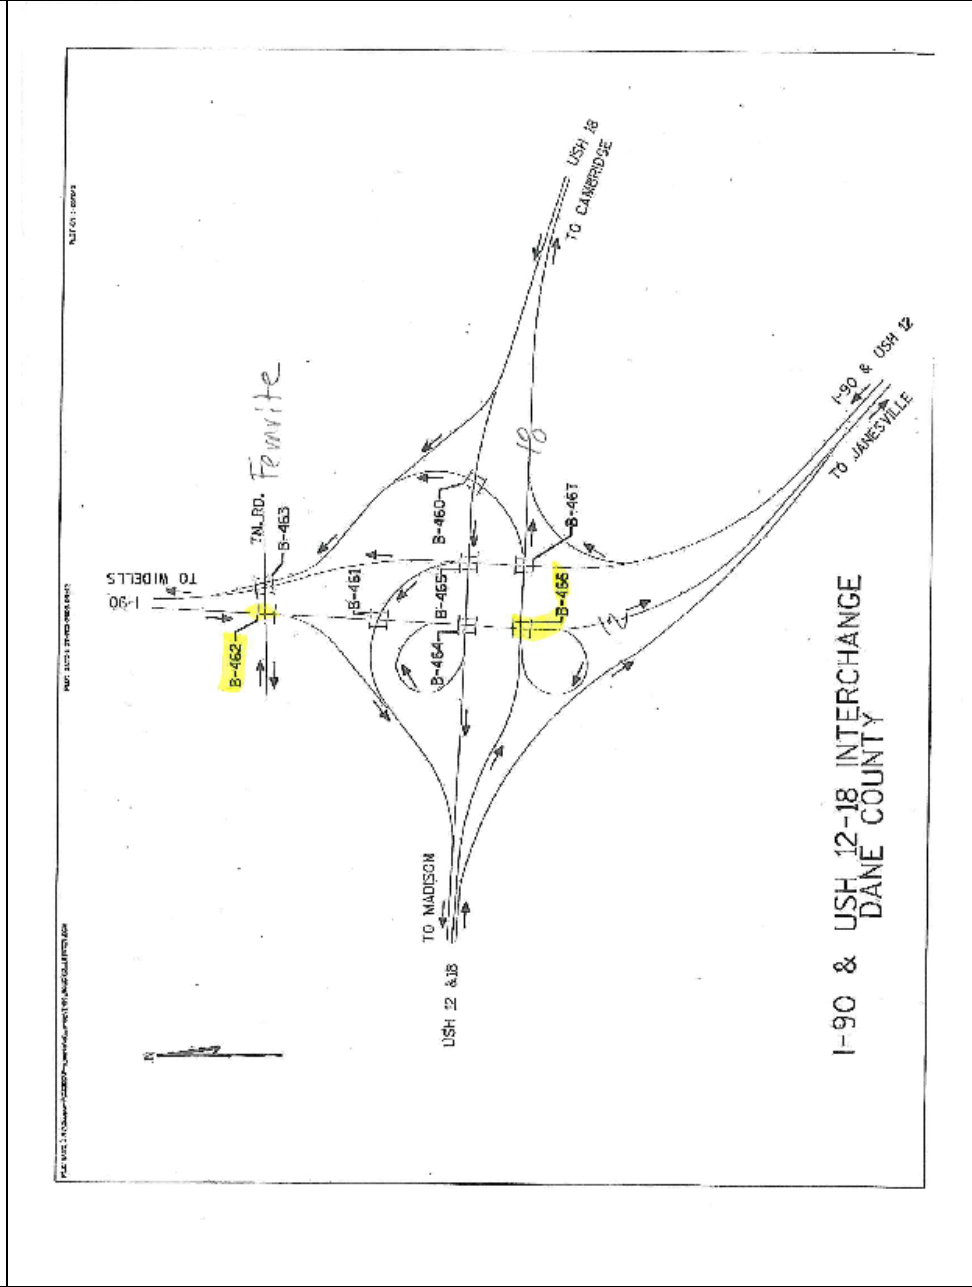 USH 18
TO CAMBRIDGE
I-90 & USH 12
TO JANESVILLE
TN. RD. Femrite
B-463
18
B-467
B-460
TO WIDELLS
I-90
B-461
B-465
B-466
B-462
B-464
12
TO MADISON
USH 12 &18
N
I-90 & USH 12-18 INTERCHANGE
DANE COUNTY